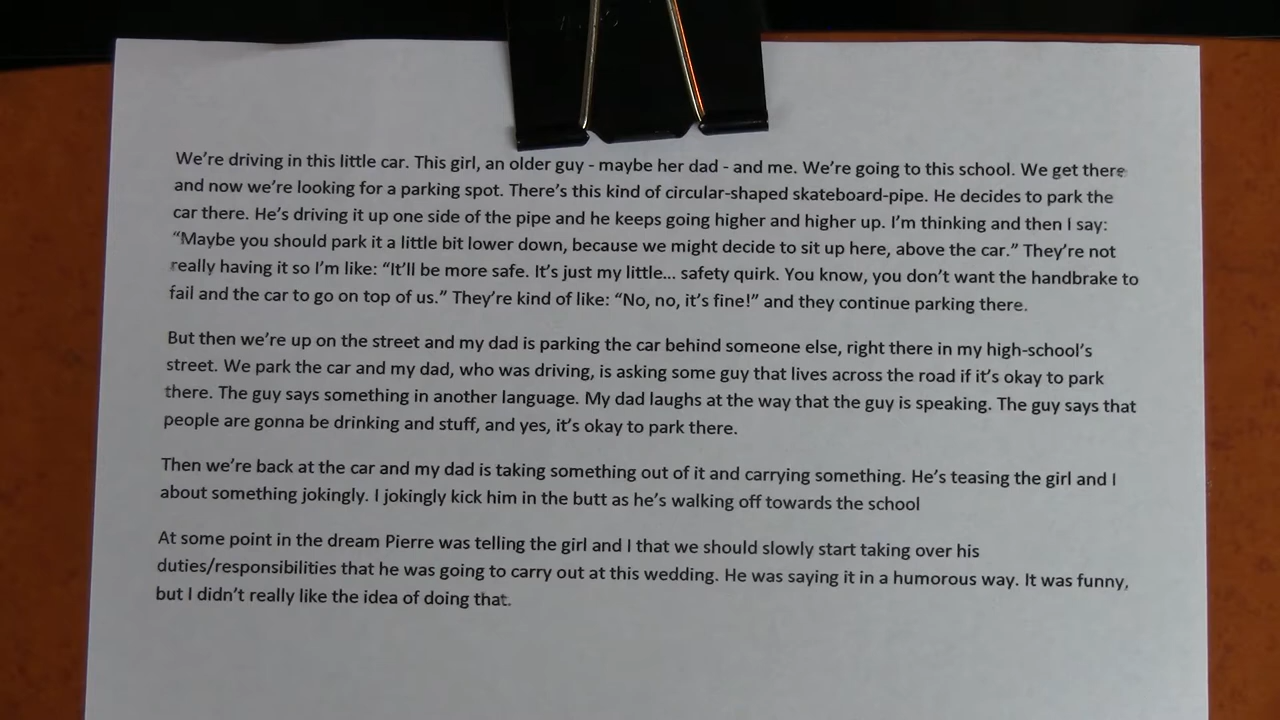 We're driving in this little car. This girl, an older guy - maybe her dad - and me. We're going to this school. We get there
and now we're looking for a parking spot. There's this kind of circular-shaped skateboard-pipe. He decides to park the
car there. He's driving it up one side of the pipe and he keeps going higher and higher up. I'm thinking and then I say:
“Maybe you should park it a little bit lower down, because we might decide to sit up here, above the car.” They're not
really having it so I'm like: “It'll be more safe. It's just my little... safety quirk. You know, you don't want the handbrake to
fail and the car to go on top of us.” They're kind of like: “No, no, it's fine!” and they continue parking there.
But then we're up on the street and my dad is parking the car behind someone else, right there in my high-school's
street. We park the car and my dad, who was driving, is asking some guy that lives across the road if it's okay to park
there. The guy says something in another language. My dad laughs at the way that the guy is speaking. The guy says that
people are gonna be drinking and stuff, and yes, it's okay to park there.
Then we're back at the car and my dad is taking something out of it and carrying something. He's teasing the girl and I
about something jokingly. I jokingly kick him in the butt as he's walking off towards the school
At some point in the dream Pierre was telling the girl and I that we should slowly start taking over his
duties/responsibilities that he was going to carry out at this wedding. He was saying it in a humorous way. It was funny,
but I didn't really like the idea of doing that.